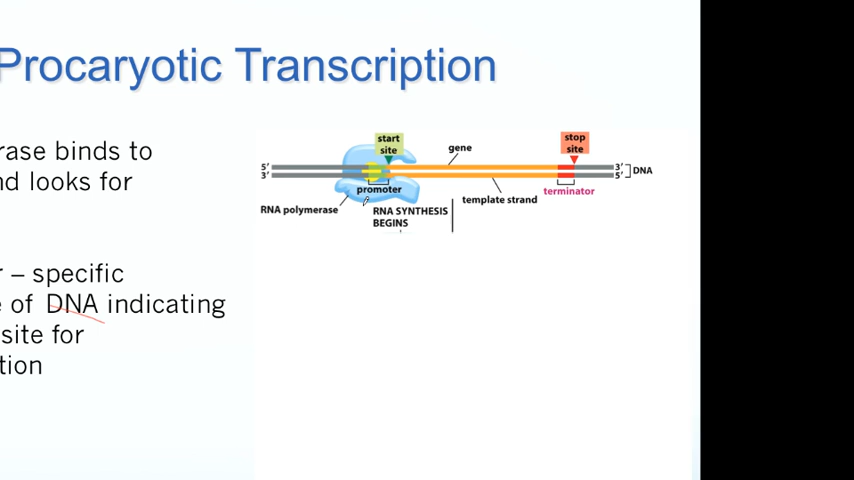 Procaryotic Transcription
rase binds to
nd looks for
r – specific
e of DNA indicating
site for
tion
start
site
gene
stop
site
5'
3'
3'
5'
DNA
promoter
template strand
terminator
RNA polymerase
RNA SYNTHESIS
BEGINS